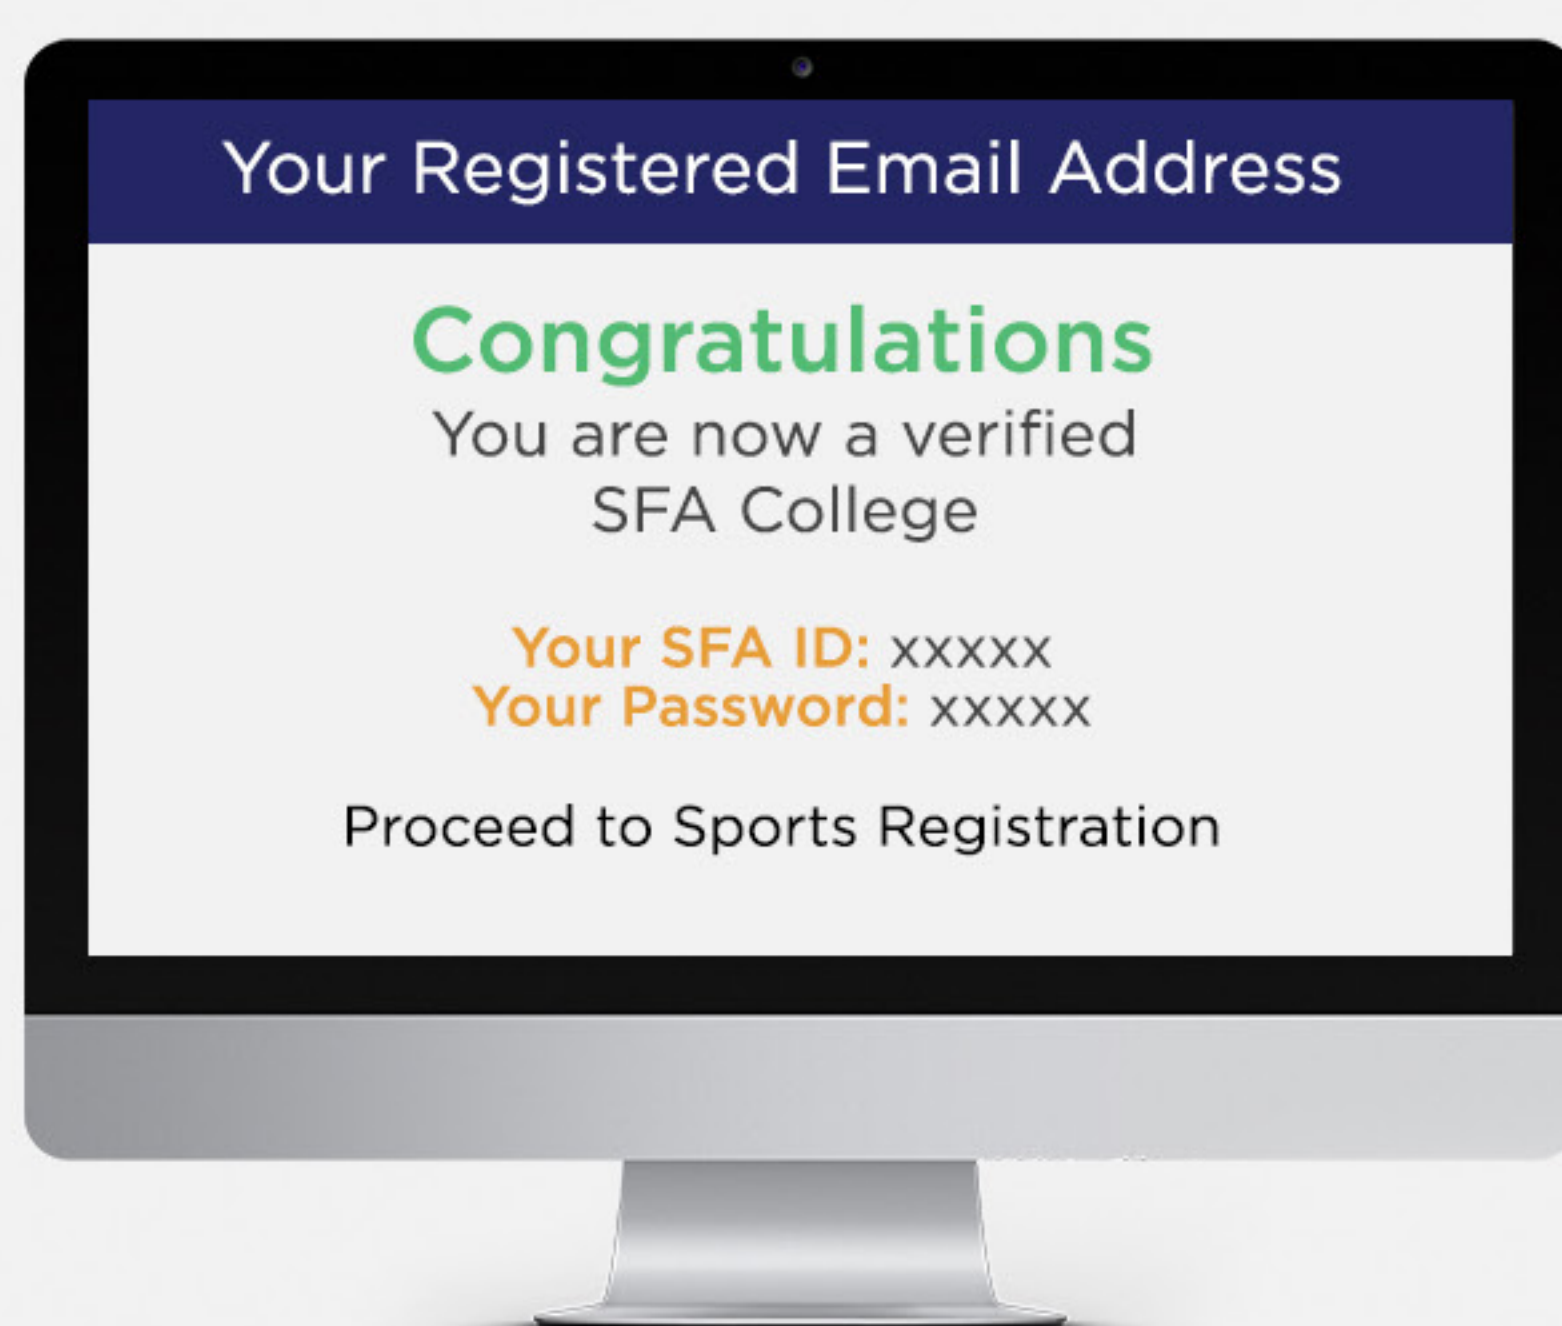 Your Registered Email Address
Congratulations
You are now a verified
SFA College
Your SFA ID: xxxxx
Your Password: xxxxx
Proceed to Sports Registration